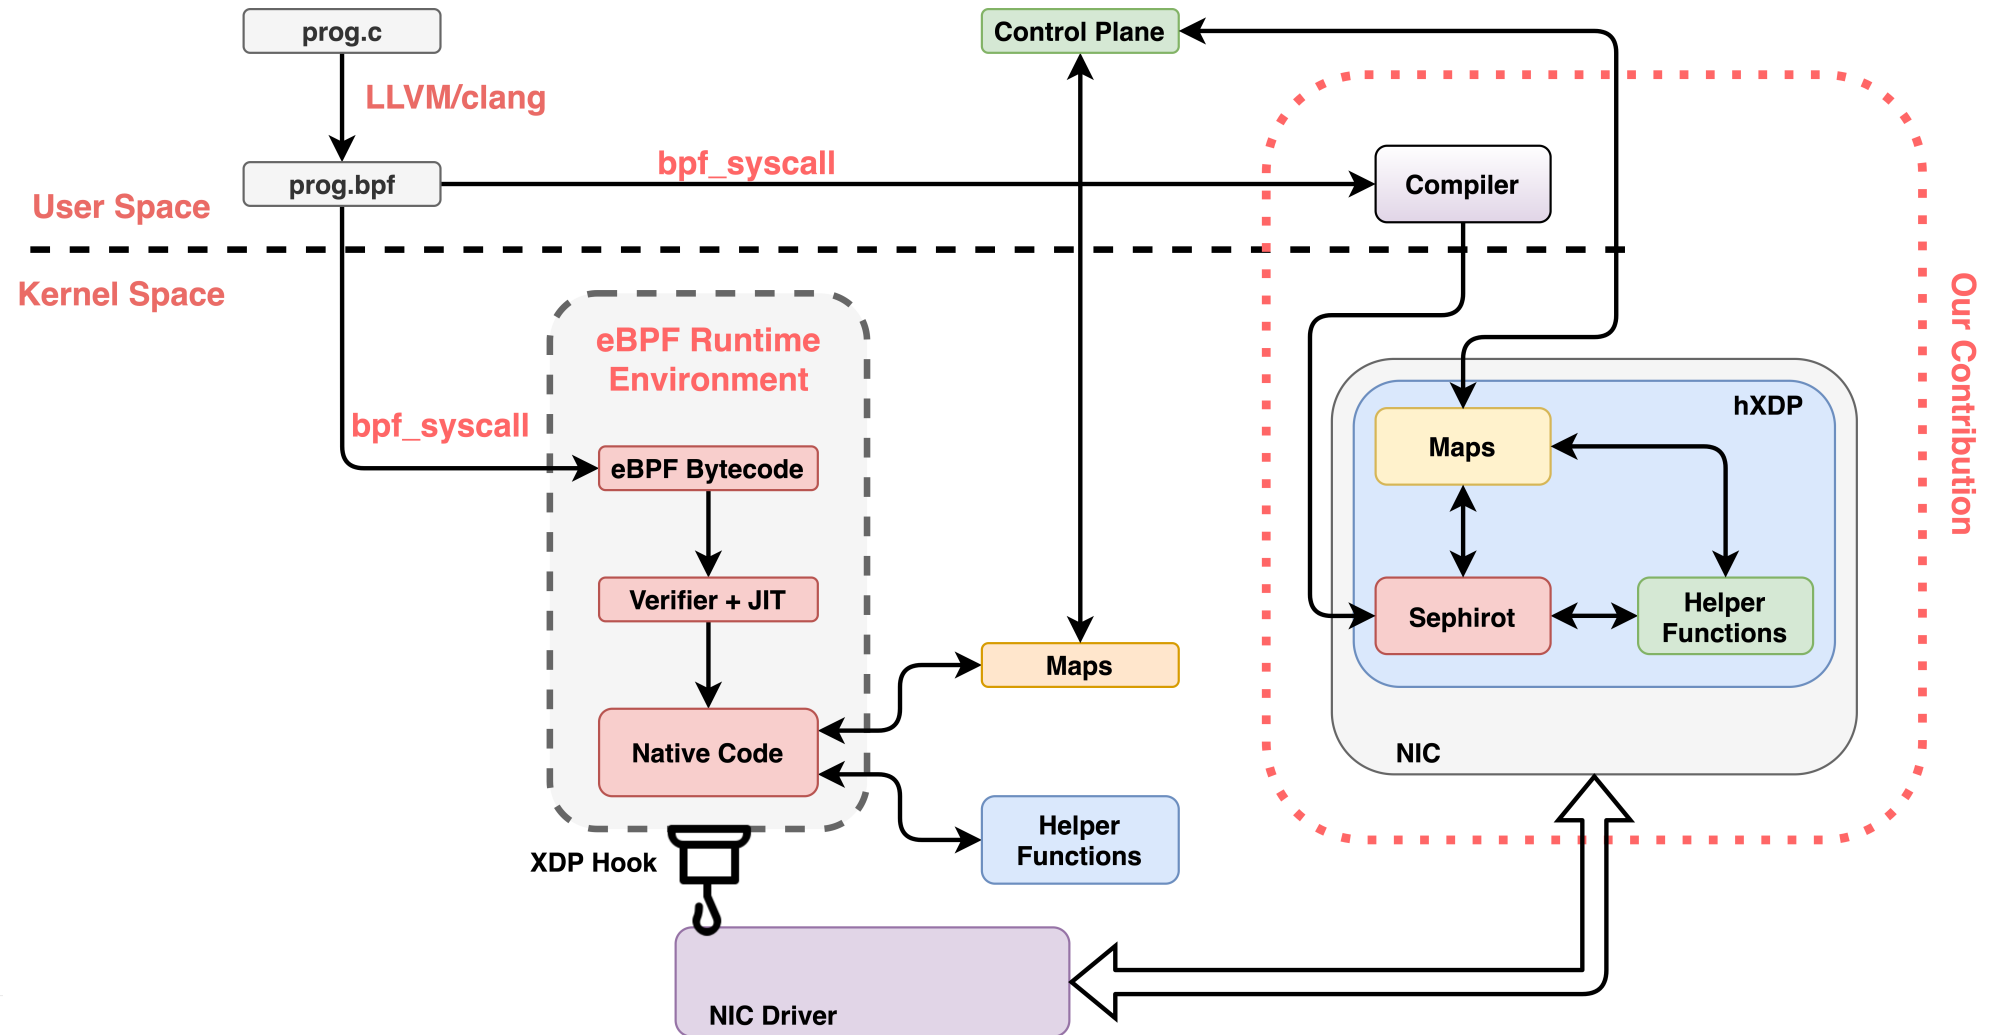 prog.c
Control Plane
LLVM/clang
bpf_syscall
prog.bpf
Compiler
User Space
Kernel Space
eBPF Runtime
Environment
Our Contribution
hXDP
bpf_syscall
Maps
eBPF Bytecode
Verifier + JIT
Sephirot
Helper
Functions
Maps
Native Code
NIC
Helper
Functions
XDP Hook
NIC Driver